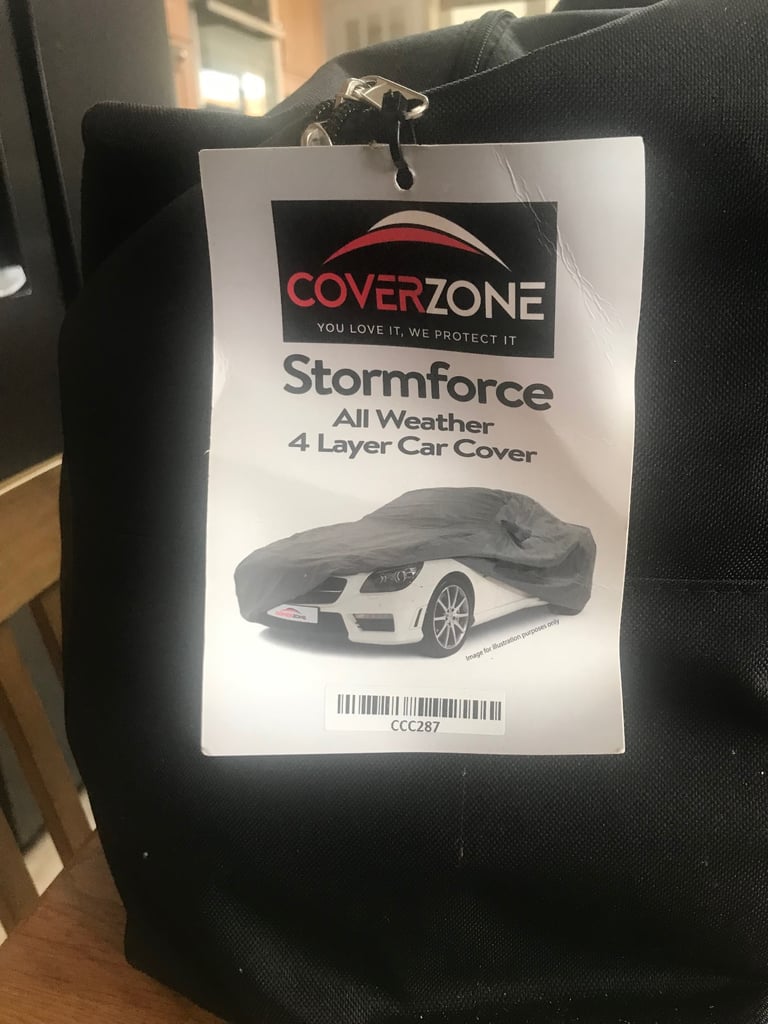 COVERZONE
YOU LOVE IT, WE PROTECT IT
Stormforce
All Weather
4 Layer Car Cover
COVERZONE
Image for illustration purposes only
CCC287